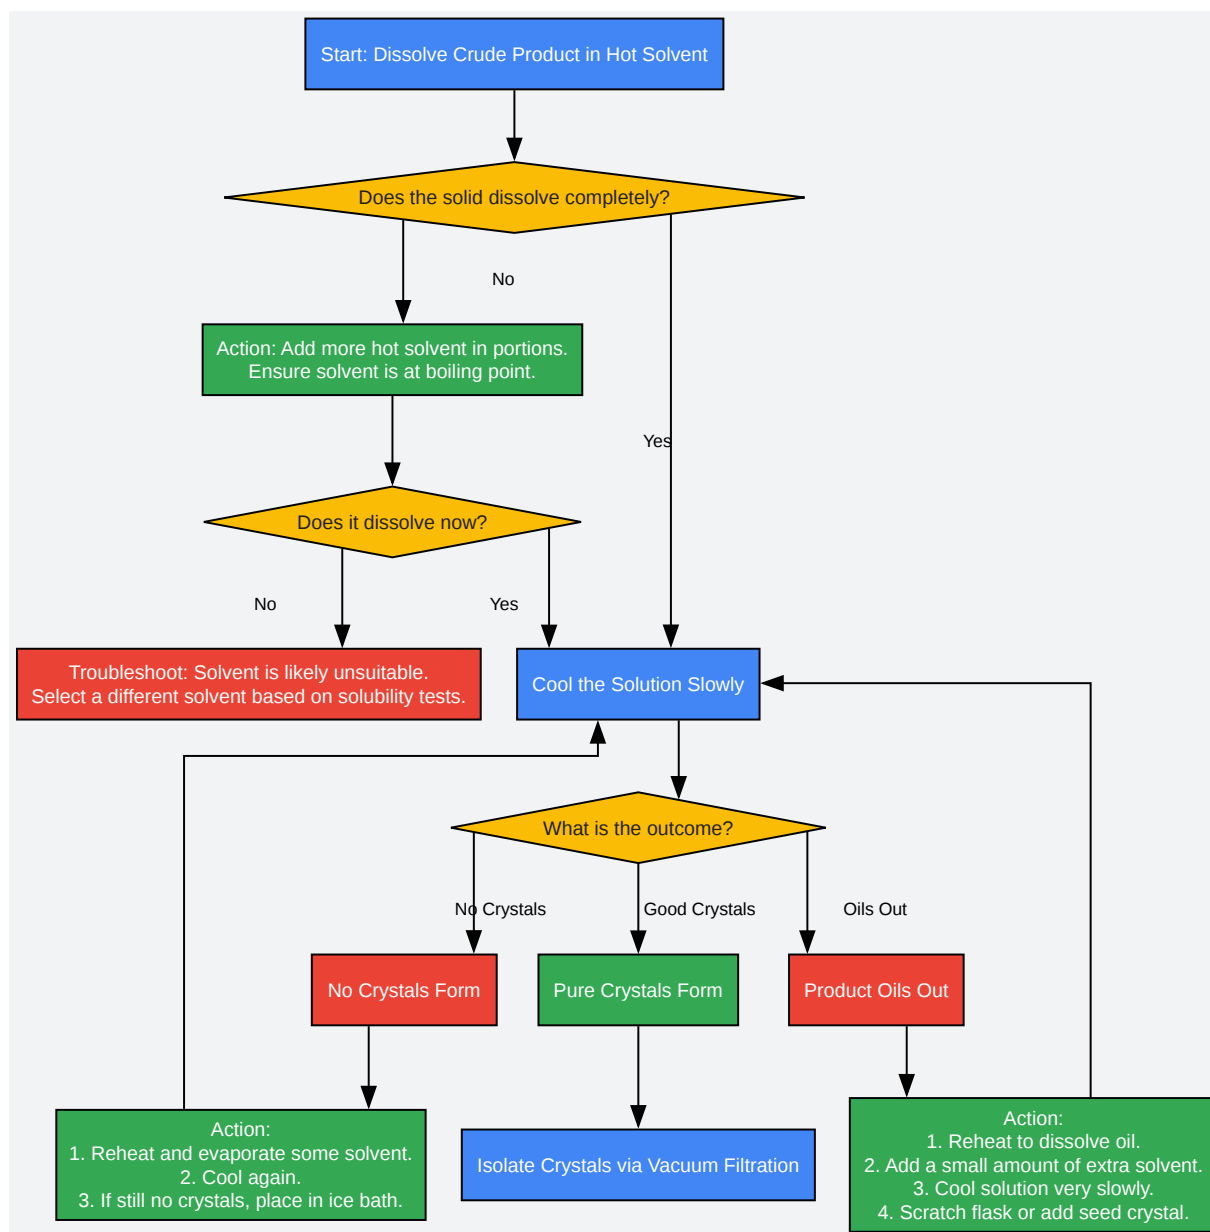 Start: Dissolve Crude Product in Hot Solvent
Does the solid dissolve completely?
No
Action: Add more hot solvent in portions.
Ensure solvent is at boiling point.
Yes
Does it dissolve now?
No
Yes
Troubleshoot: Solvent is likely unsuitable.
Select a different solvent based on solubility tests.
Cool the Solution Slowly
What is the outcome?
No Crystals
Good Crystals
Oils Out
No Crystals Form
Pure Crystals Form
Product Oils Out
Action:
1. Reheat and evaporate some solvent.
2. Cool again.
3. If still no crystals, place in ice bath.
Isolate Crystals via Vacuum Filtration
Action:
1. Reheat to dissolve oil.
2. Add a small amount of extra solvent.
3. Cool solution very slowly.
4. Scratch flask or add seed crystal.